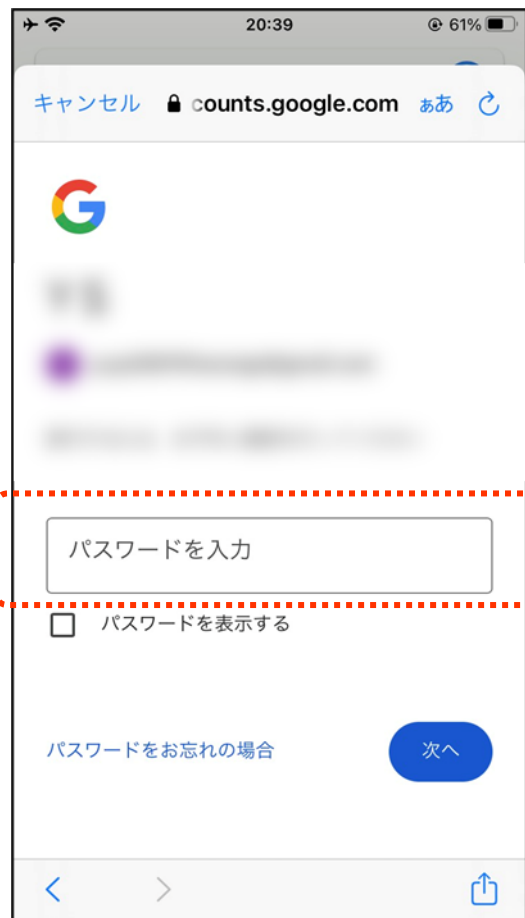 20:39
61%
キャンセル counts.google.com ぁあ
パスワードを入力
パスワードを表示する
パスワードをお忘れの場合 次へ